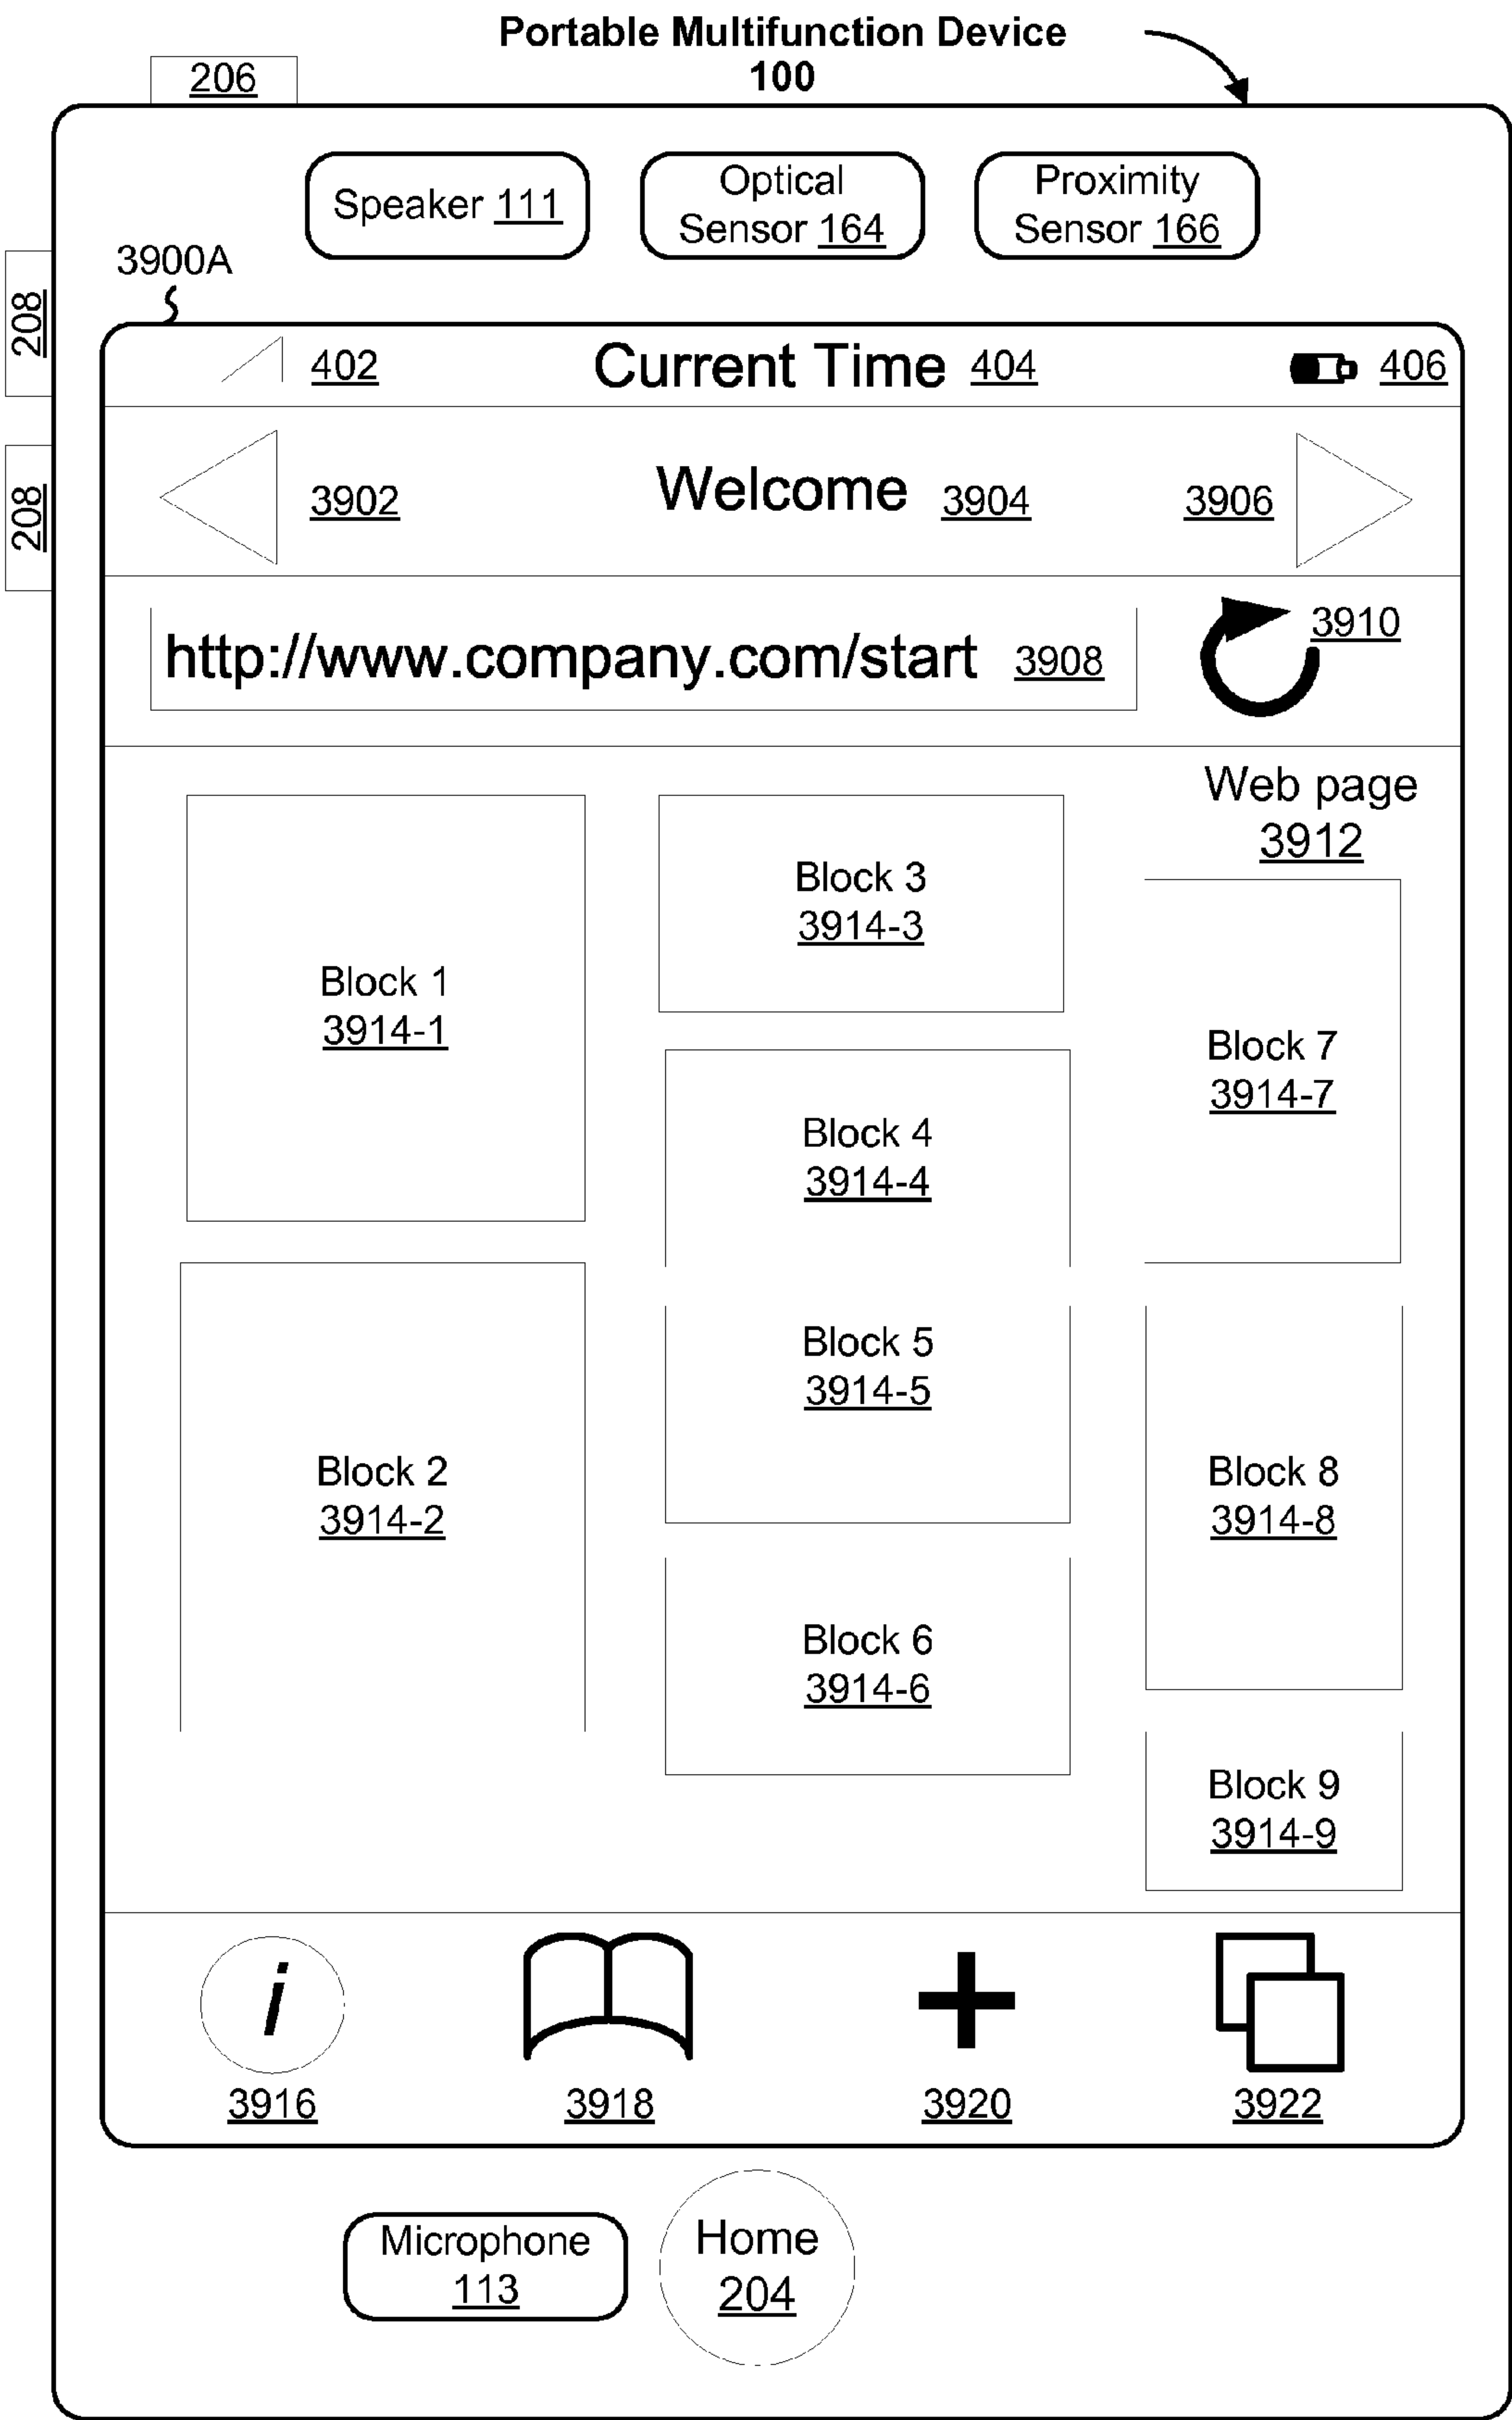 Portable Multifunction Device
100
206
Speaker 111
Optical
Sensor 164
Proximity
Sensor 166
3900A
208
208
402
Current Time 404
406
3902
Welcome 3904
3906
http://www.company.com/start 3908
3910
Web page
3912
Block 1
3914-1
Block 2
3914-2
Block 3
3914-3
Block 4
3914-4
Block 5
3914-5
Block 6
3914-6
Block 7
3914-7
Block 8
3914-8
Block 9
3914-9
i
3916
3918
3920
3922
Microphone
113
Home
204